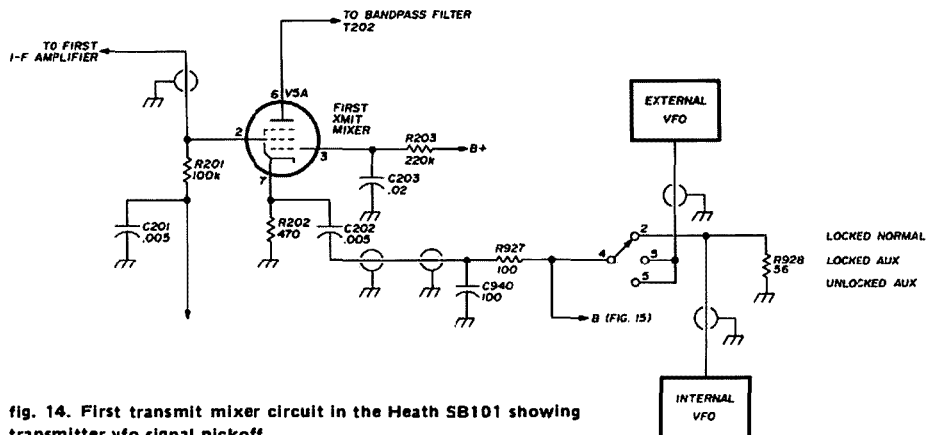 TO BANDPASS FILTER
T202
TO FIRST
I-F AMPLIFIER
6
V5A
FIRST
XMIT
MIXER
2
3
7
R203
220k
B+
C203
.02
R201
100k
C201
.005
R202
470
C202
.005
R927
100
C940
100
B (FIG. 15)
EXTERNAL
VFO
4
2
LOCKED NORMAL
LOCKED AUX
5
UNLOCKED AUX
R928
56
INTERNAL
VFO
fig. 14. First transmit mixer circuit in the Heath SB101 showing
transmitter vfo signal pickoff